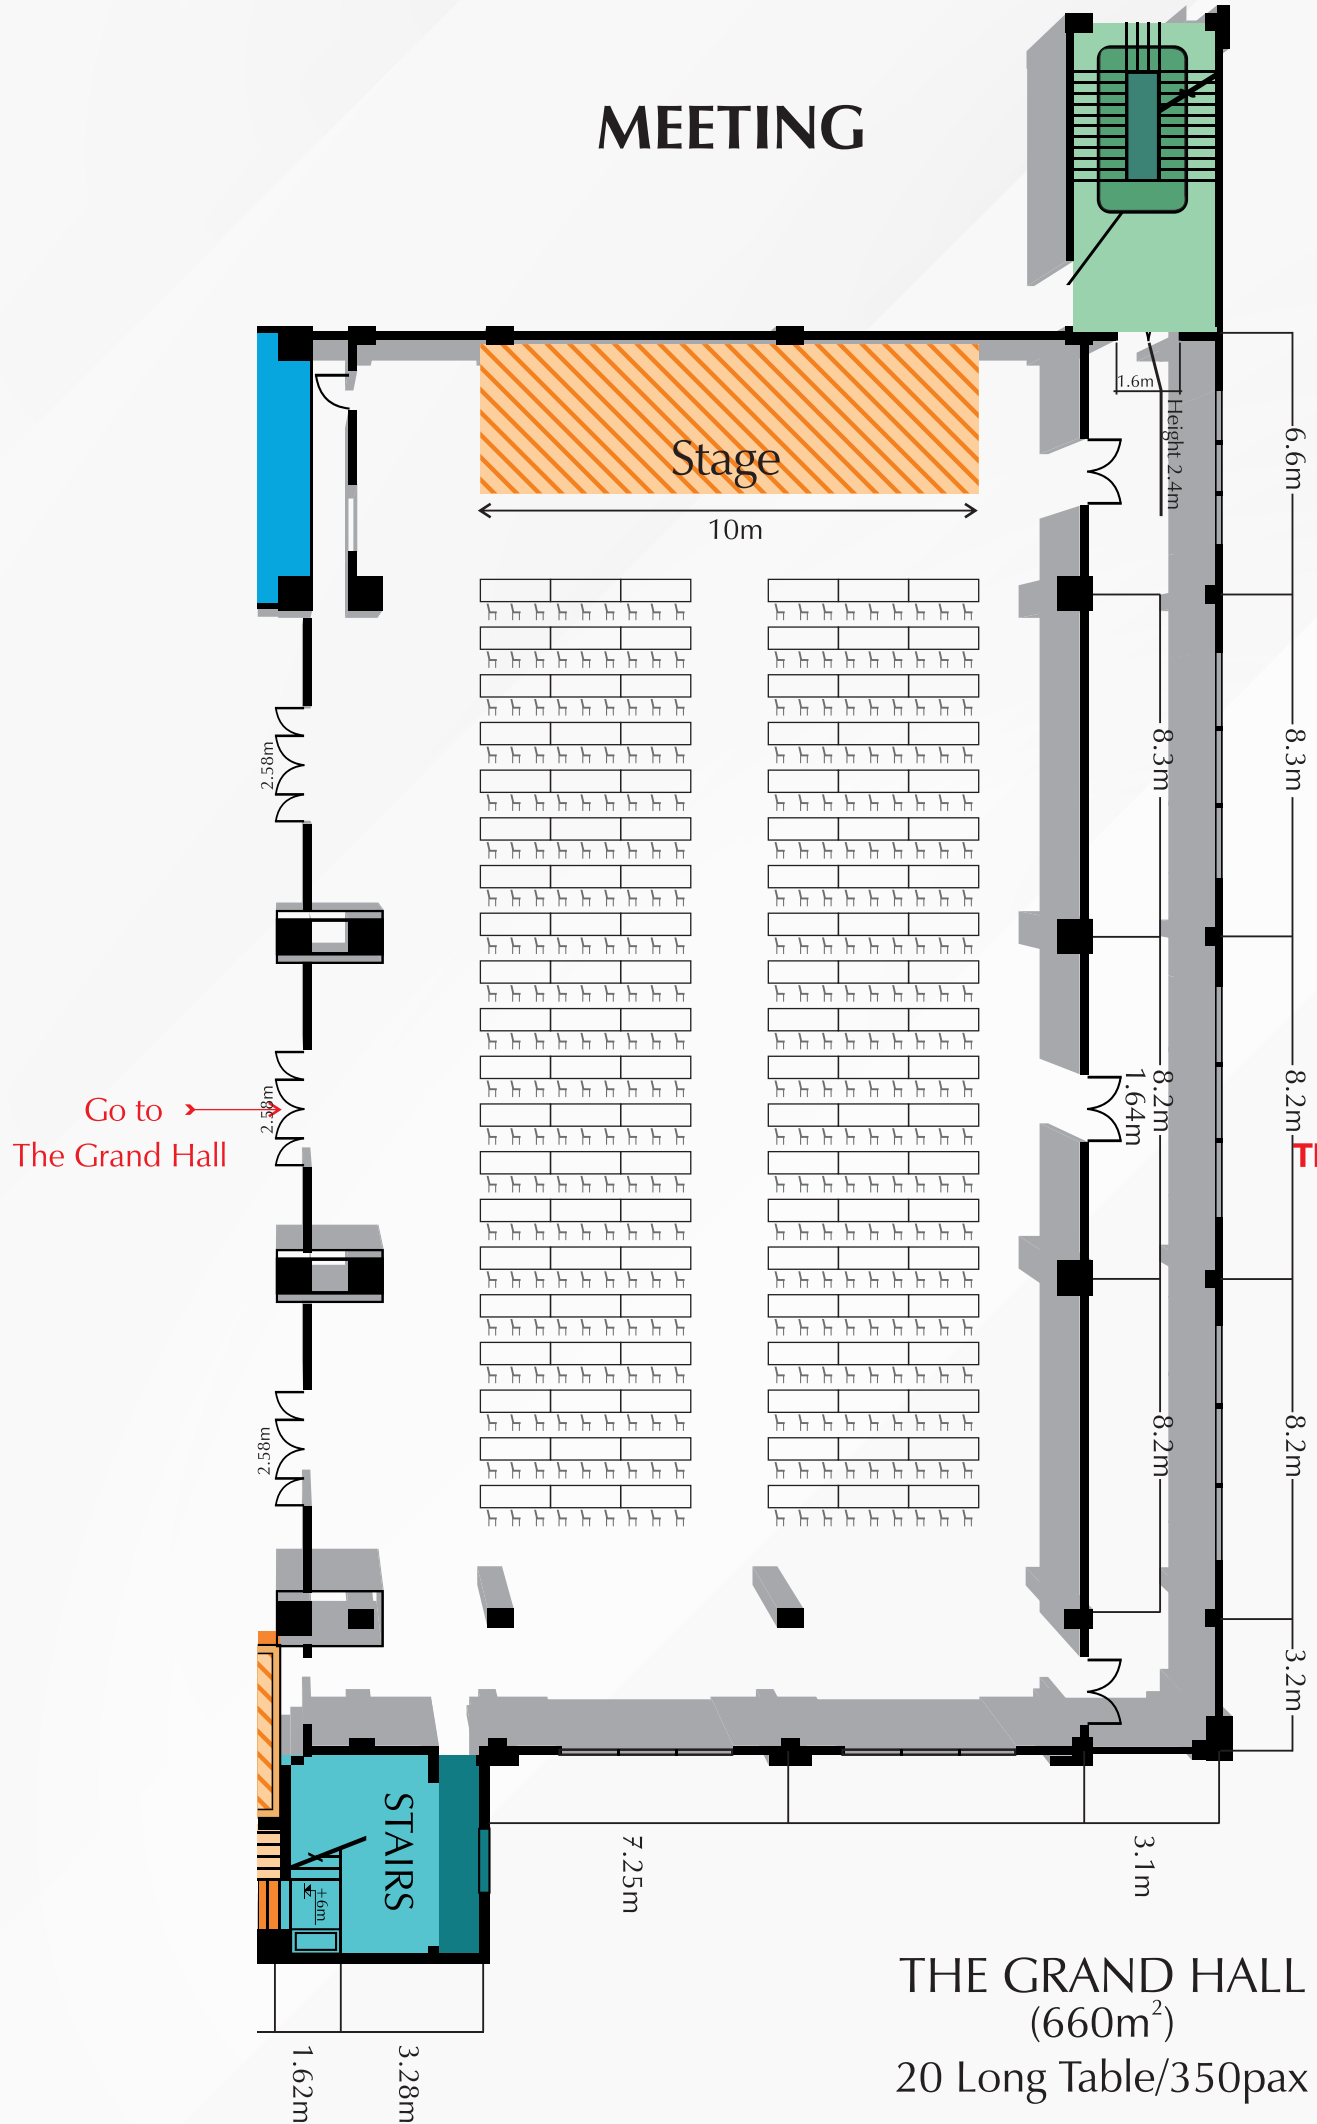 MEETING
1.6m
Height 2.4m
6.6m
Stage
10m
2.58m
8.3m
8.3m
Go to
The Grand Hall
2.58m
1.64m
8.2m
8.2m
2.58m
8.2m
8.2m
3.2m
STAIRS
+6m
7.25m
3.1m
THE GRAND HALL
(660m²)
20 Long Table/350pax
1.62m
3.28m